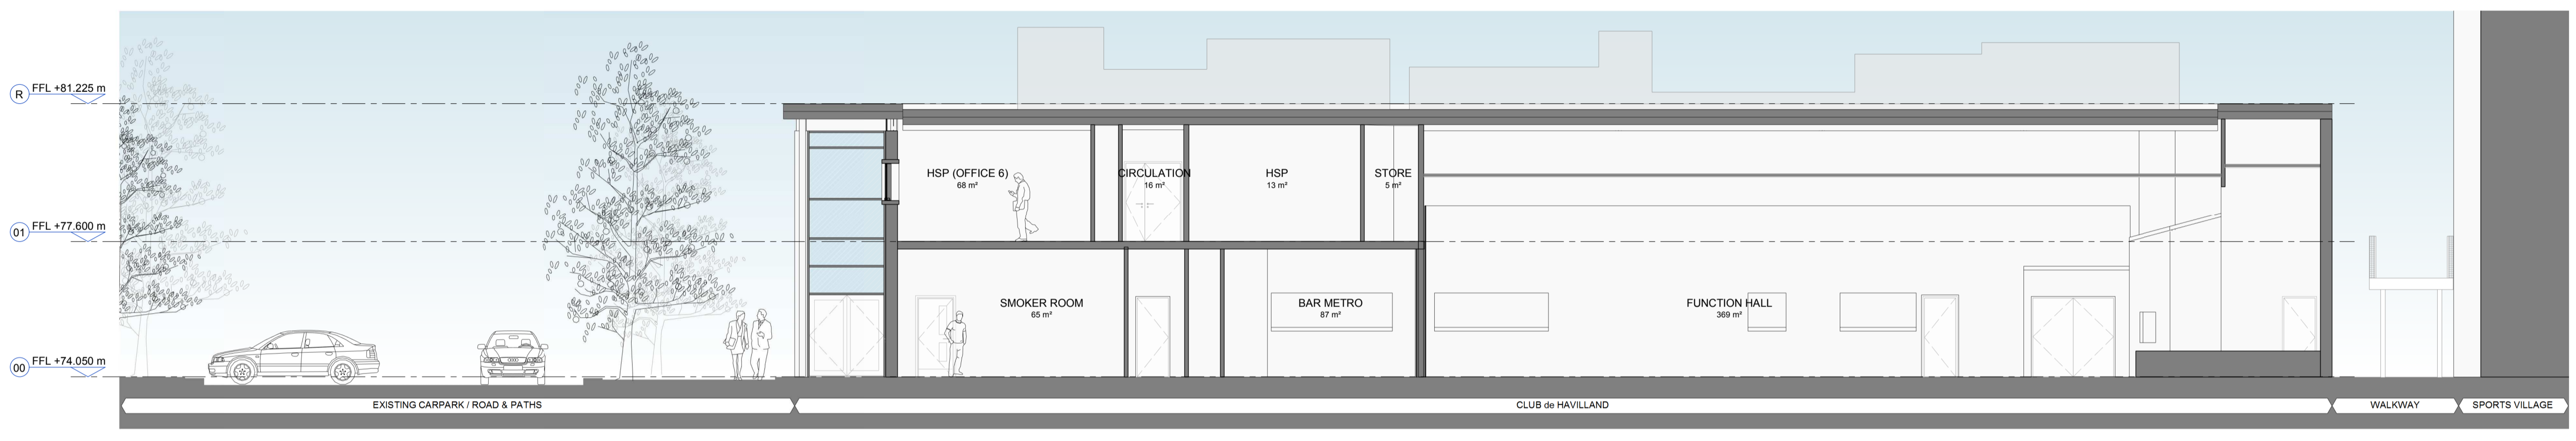 R FFL +81.225 m
01 FFL +77.600 m
00 FFL +74.050 m
HSP (OFFICE 6)
68 m²
CIRCULATION
16 m²
HSP
13 m²
STORE
5 m²
SMOKER ROOM
65 m²
BAR METRO
87 m²
FUNCTION HALL
369 m²
EXISTING CARPARK / ROAD & PATHS
CLUB de HAVILLAND
WALKWAY
SPORTS VILLAGE